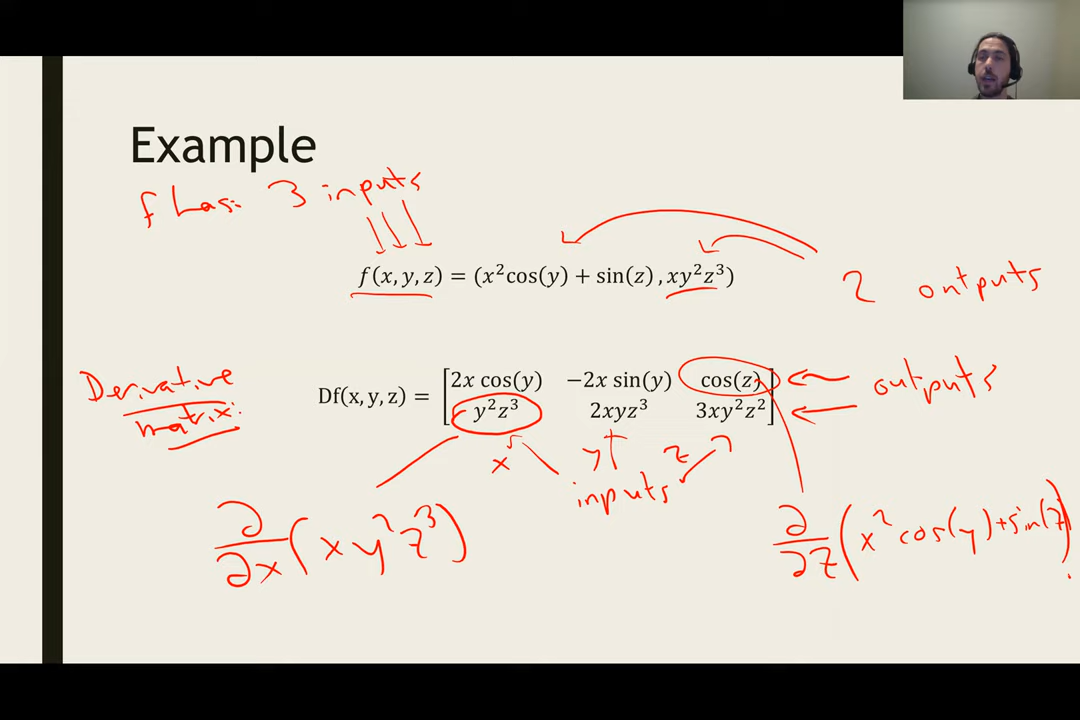 Example
f has: 3 inputs
f(x, y, z) = (x²cos(y) + sin(z) , xy²z³)
2 outputs
Derivative matrix:
Df(x, y, z) = [2x cos(y) −2x sin(y) cos(z)
y²z³ 2xyz³ 3xy²z²]
outputs
x y z
inputs
∂/∂x (xy²z³)
∂/∂z (x² cos(y)+sin(z))